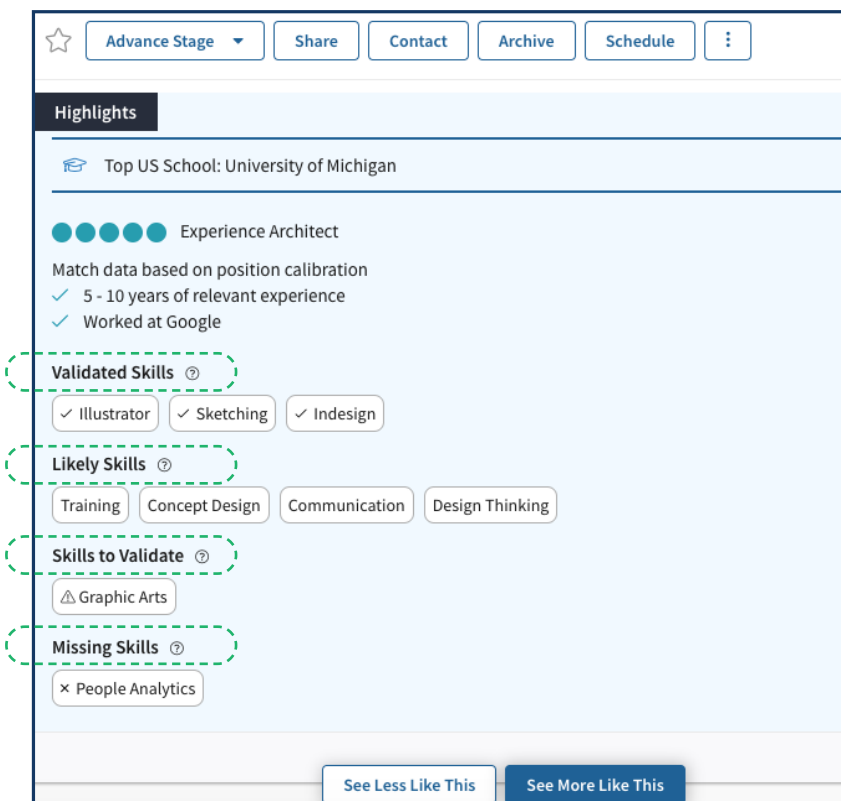 Advance Stage Share Contact Archive Schedule
Highlights
Top US School: University of Michigan
Experience Architect
Match data based on position calibration
5 - 10 years of relevant experience
Worked at Google
Validated Skills
Illustrator Sketching Indesign
Likely Skills
Training Concept Design Communication Design Thinking
Skills to Validate
Graphic Arts
Missing Skills
People Analytics
See Less Like This See More Like This